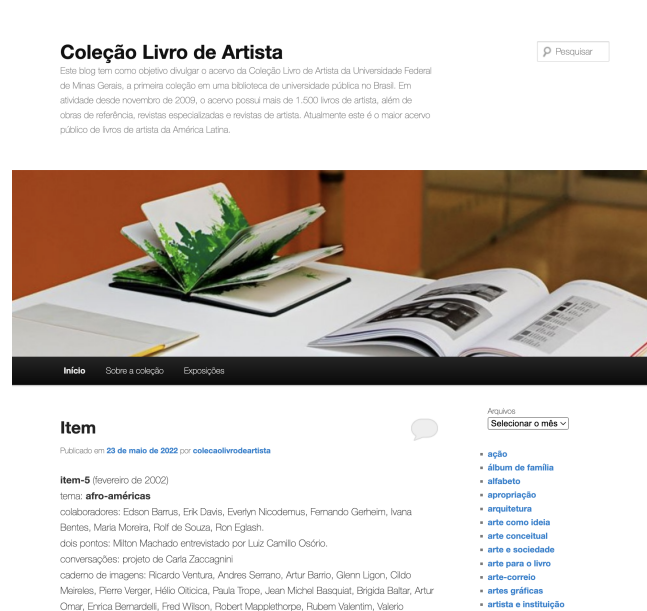 Coleção Livro de Artista
Este blog tem como objetivo divulgar o acervo da Coleção Livro de Artista da Universidade Federal
de Minas Gerais, a primeira coleção em uma biblioteca de universidade pública no Brasil. Em
atividade desde novembro de 2009, o acervo possui mais de 1.500 livros de artista, além de
obras de referência, revistas especializadas e revistas de artista. Atualmente este é o maior acervo
público de livros de artista da América Latina.
Pesquisar
Início Sobre a coleção Exposições
Item
Publicado em 23 de maio de 2022 por colecaolivrodeartista
item-5 (fevereiro de 2002)
tema: afro-américas
colaboradores: Edson Barrus, Erik Davis, Everlyn Nicodemus, Fernando Gerheim, Ivana
Bentes, Maria Moreira, Rolf de Souza, Ron Eglash.
dois pontos: Milton Machado entrevistado por Luiz Camillo Osório.
conversações: projeto de Carla Zaccagnini
caderno de imagens: Ricardo Ventura, Andres Serrano, Artur Barrio, Glenn Ligon, Cildo
Meireles, Pierre Verger, Hélio Oiticica, Paula Trope, Jean Michel Basquiat, Brigida Baltar, Artur
Omar, Enrica Bernardelli, Fred Wilson, Robert Mapplethorpe, Rubem Valentim, Valerio
Arquivos
Selecionar o mês
ação
álbum de família
alfabeto
apropriação
arquitetura
arte como ideia
arte conceitual
arte e sociedade
arte para o livro
arte-correio
artes gráficas
artista e instituição